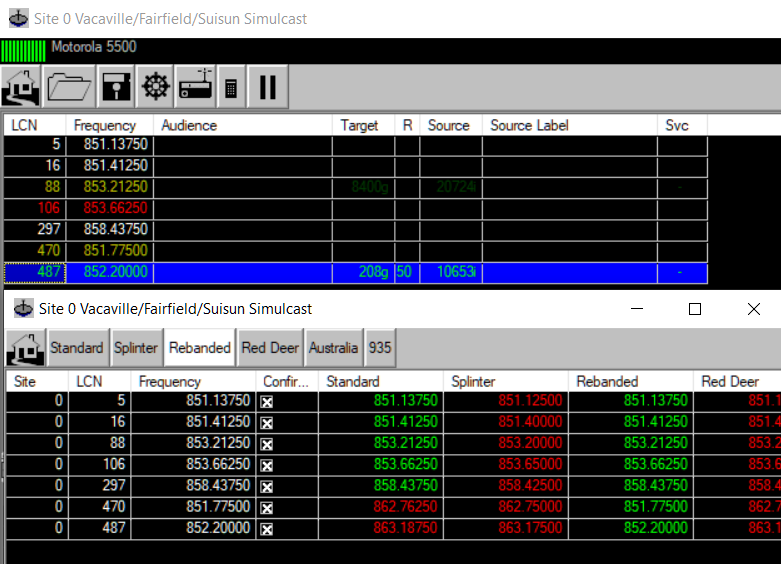 Site 0 Vacaville/Fairfield/Suisun Simulcast
Motorola 5500
LCN Frequency Audience Target R Source Source Label Svc
5 851.13750
16 851.41250
88 853.21250 8400g 20724i -
106 853.66250
297 858.43750
470 851.77500
487 852.20000 208g 50 10653i -
Site 0 Vacaville/Fairfield/Suisun Simulcast
Standard Splinter Rebanded Red Deer Australia 935
Site LCN Frequency Confir... Standard Splinter Rebanded Red Deer
0 5 851.13750 851.13750 851.12500 851.13750 851.1
0 16 851.41250 851.41250 851.40000 851.41250 851.4
0 88 853.21250 853.21250 853.20000 853.21250 853.2
0 106 853.66250 853.66250 853.65000 853.66250 853.6
0 297 858.43750 858.43750 858.42500 858.43750 858.4
0 470 851.77500 862.76250 862.75000 851.77500 862.7
0 487 852.20000 863.18750 863.17500 852.20000 863.1